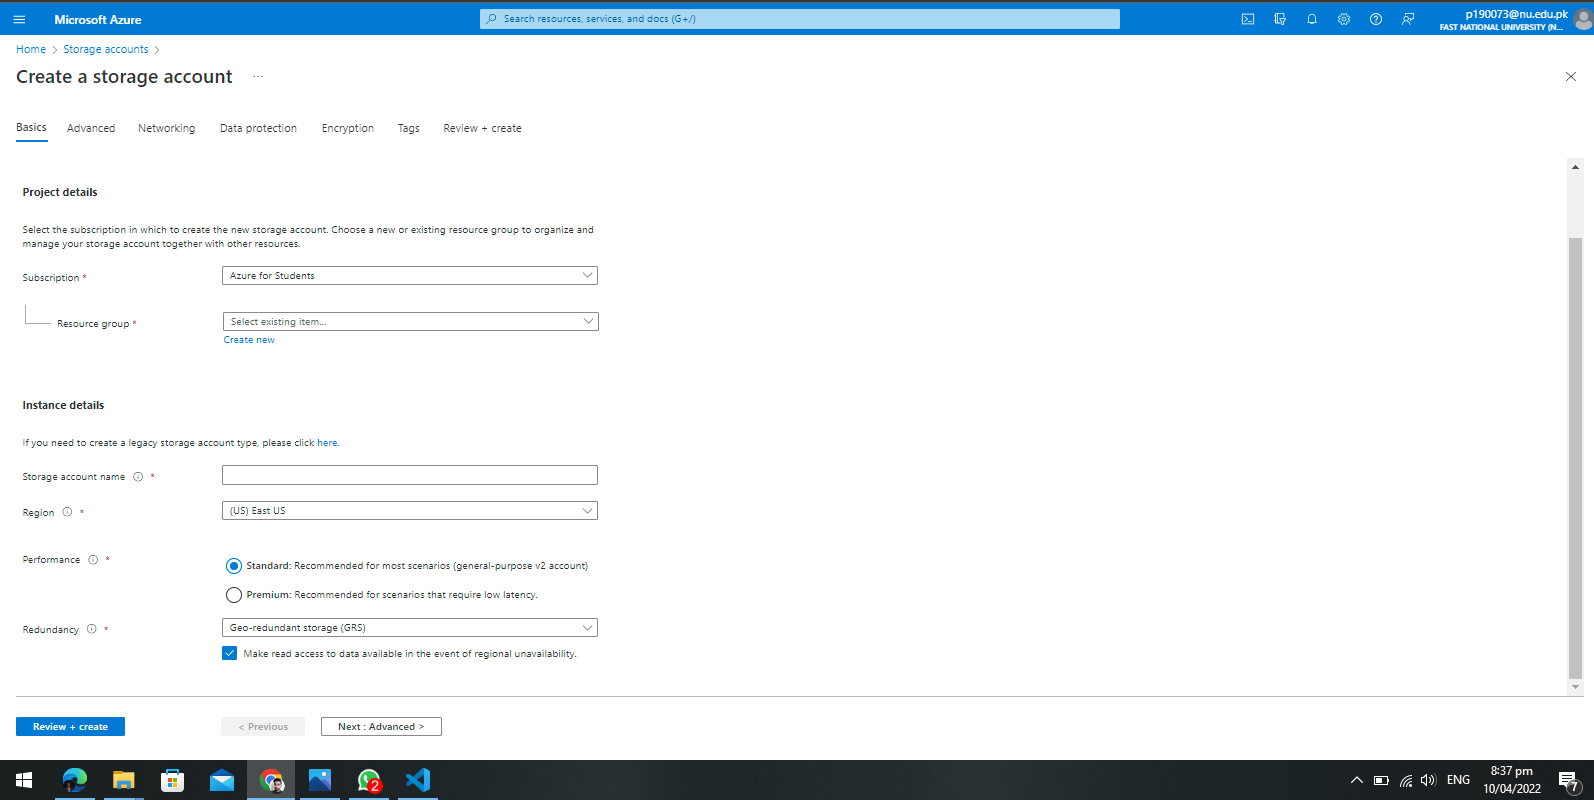 Microsoft Azure
Search resources, services, and docs (G+/)
p190073@nu.edu.pk
FAST NATIONAL UNIVERSITY (N...
Home > Storage accounts >
Create a storage account ...
Basics Advanced Networking Data protection Encryption Tags Review + create
Project details
Select the subscription in which to create the new storage account. Choose a new or existing resource group to organize and
manage your storage account together with other resources.
Subscription * Azure for Students
Resource group * Select existing item...
Create new
Instance details
If you need to create a legacy storage account type, please click here.
Storage account name *
Region * (US) East US
Performance * Standard: Recommended for most scenarios (general-purpose v2 account)
Premium: Recommended for scenarios that require low latency.
Redundancy * Geo-redundant storage (GRS)
Make read access to data available in the event of regional unavailability.
Review + create < Previous Next : Advanced >
2
ENG
8:37 pm
10/04/2022
7